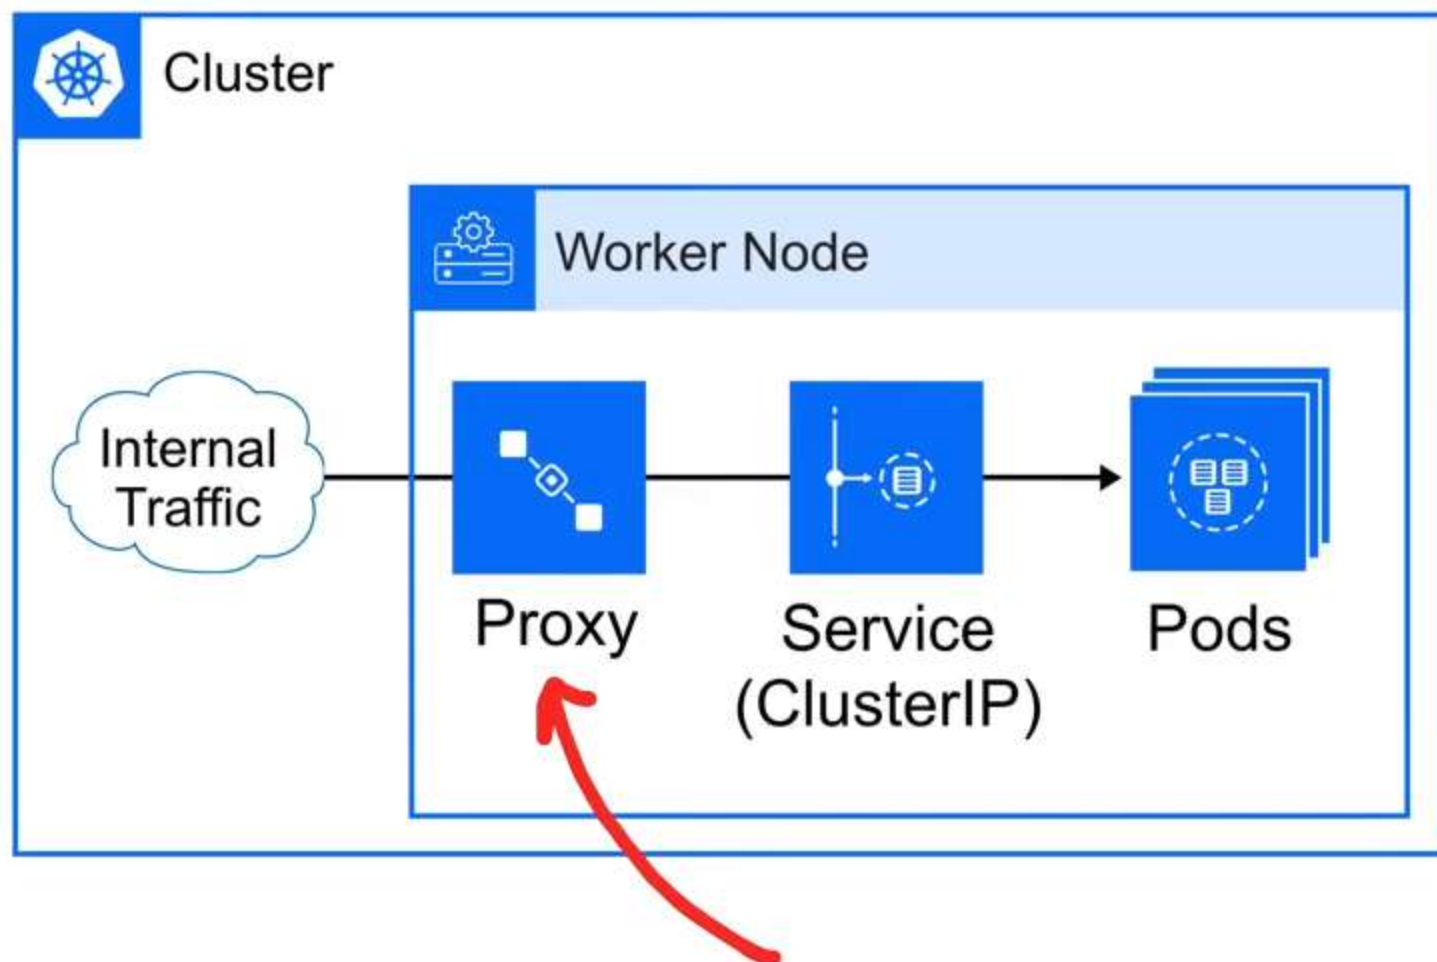 Cluster
Worker Node
Internal
Traffic
Proxy
Service
(ClusterIP)
Pods